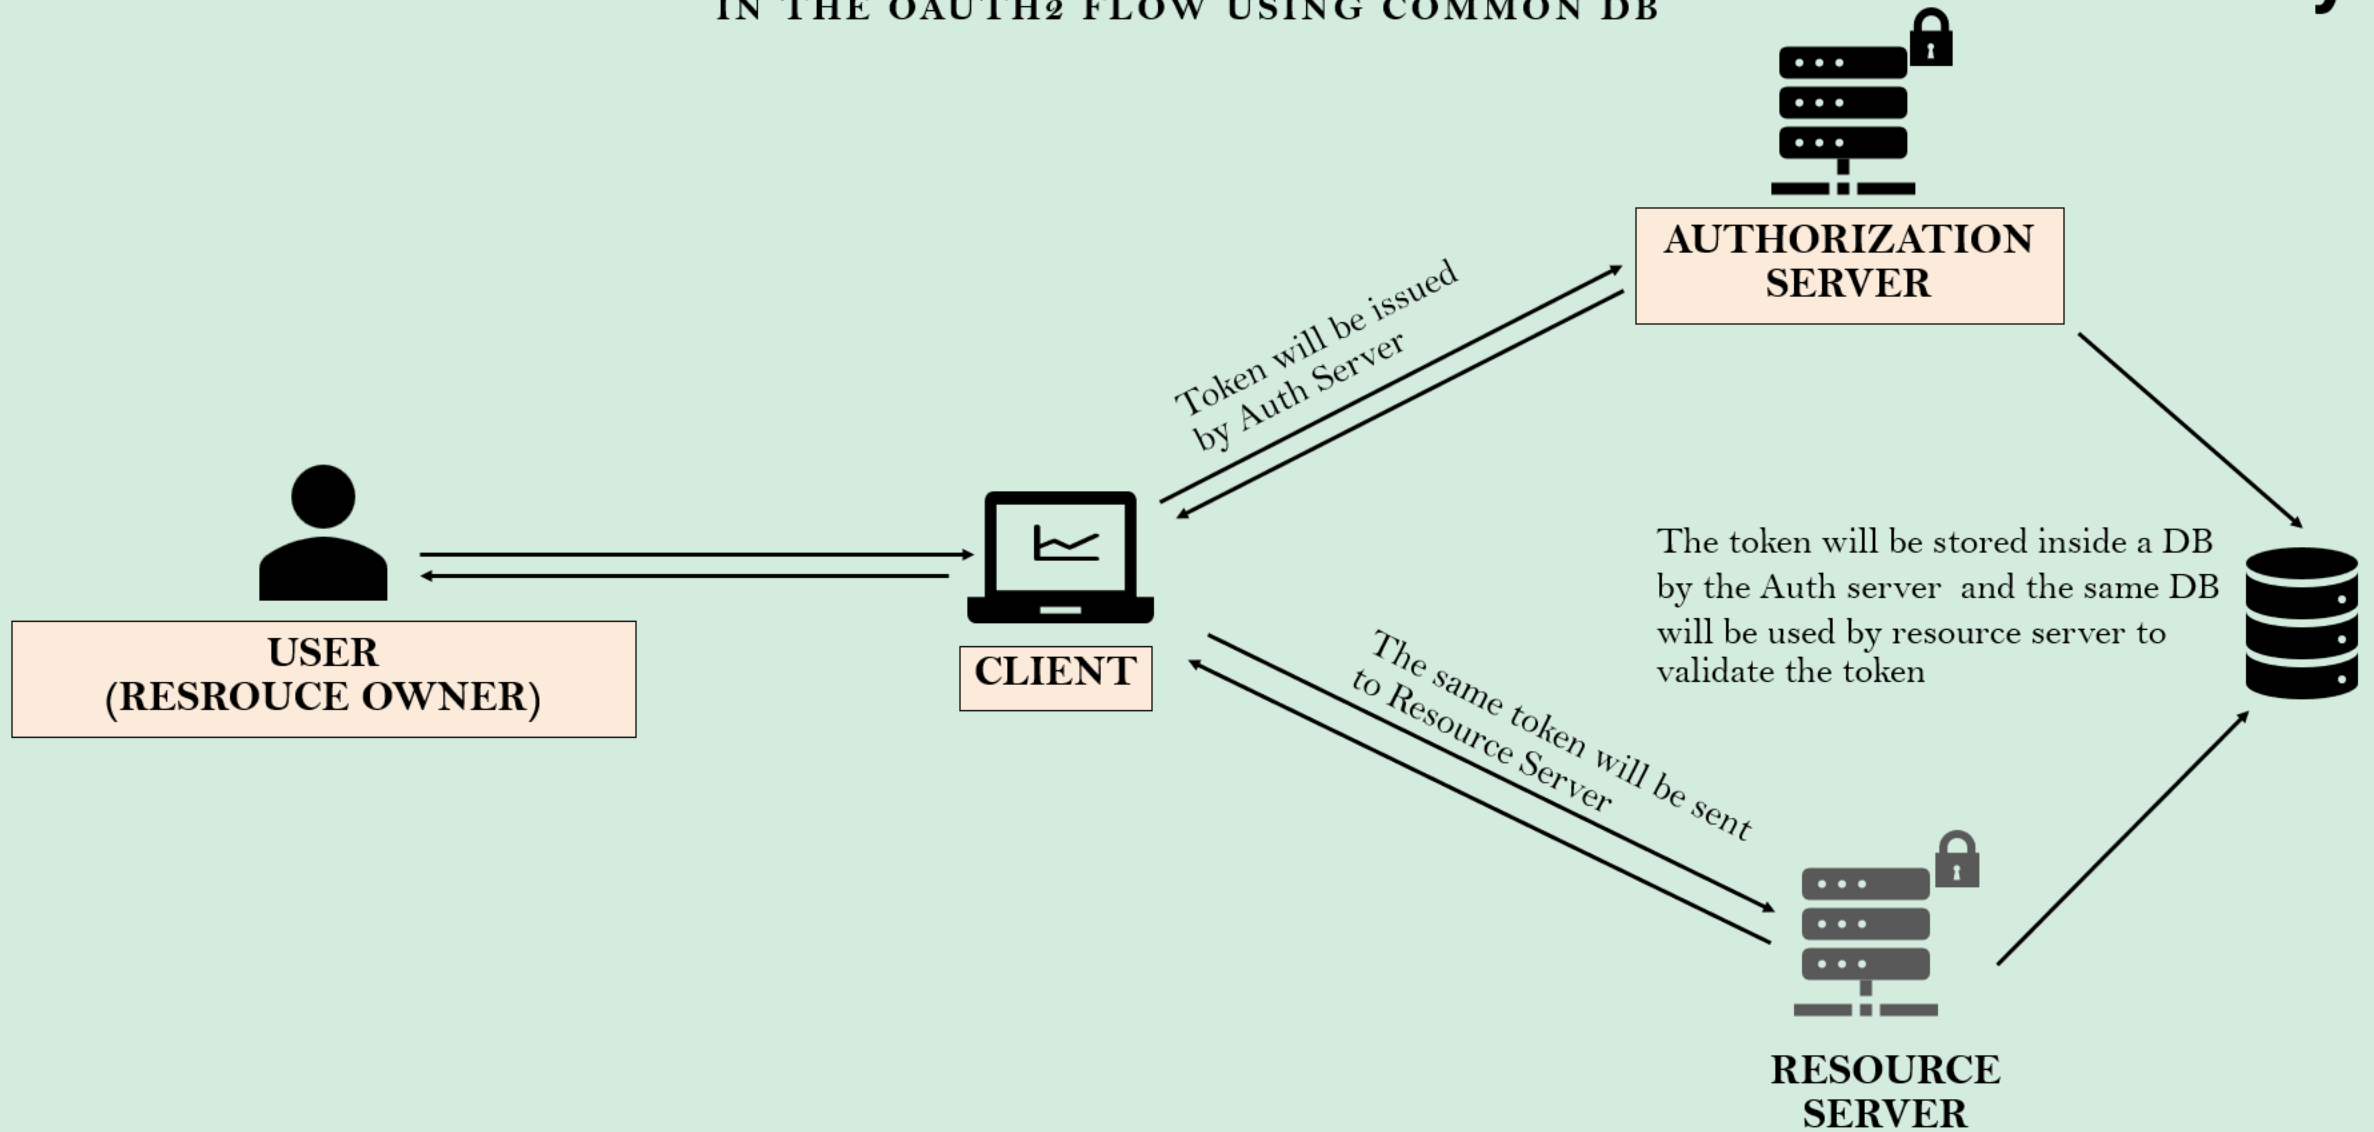 IN THE OAUTH2 FLOW USING COMMON DB
AUTHORIZATION
SERVER
Token will be issued
by Auth Server
The token will be stored inside a DB
by the Auth server and the same DB
will be used by resource server to
validate the token
USER
(RESROUCE OWNER)
CLIENT
The same token will be sent
to Resource Server
RESOURCE
SERVER